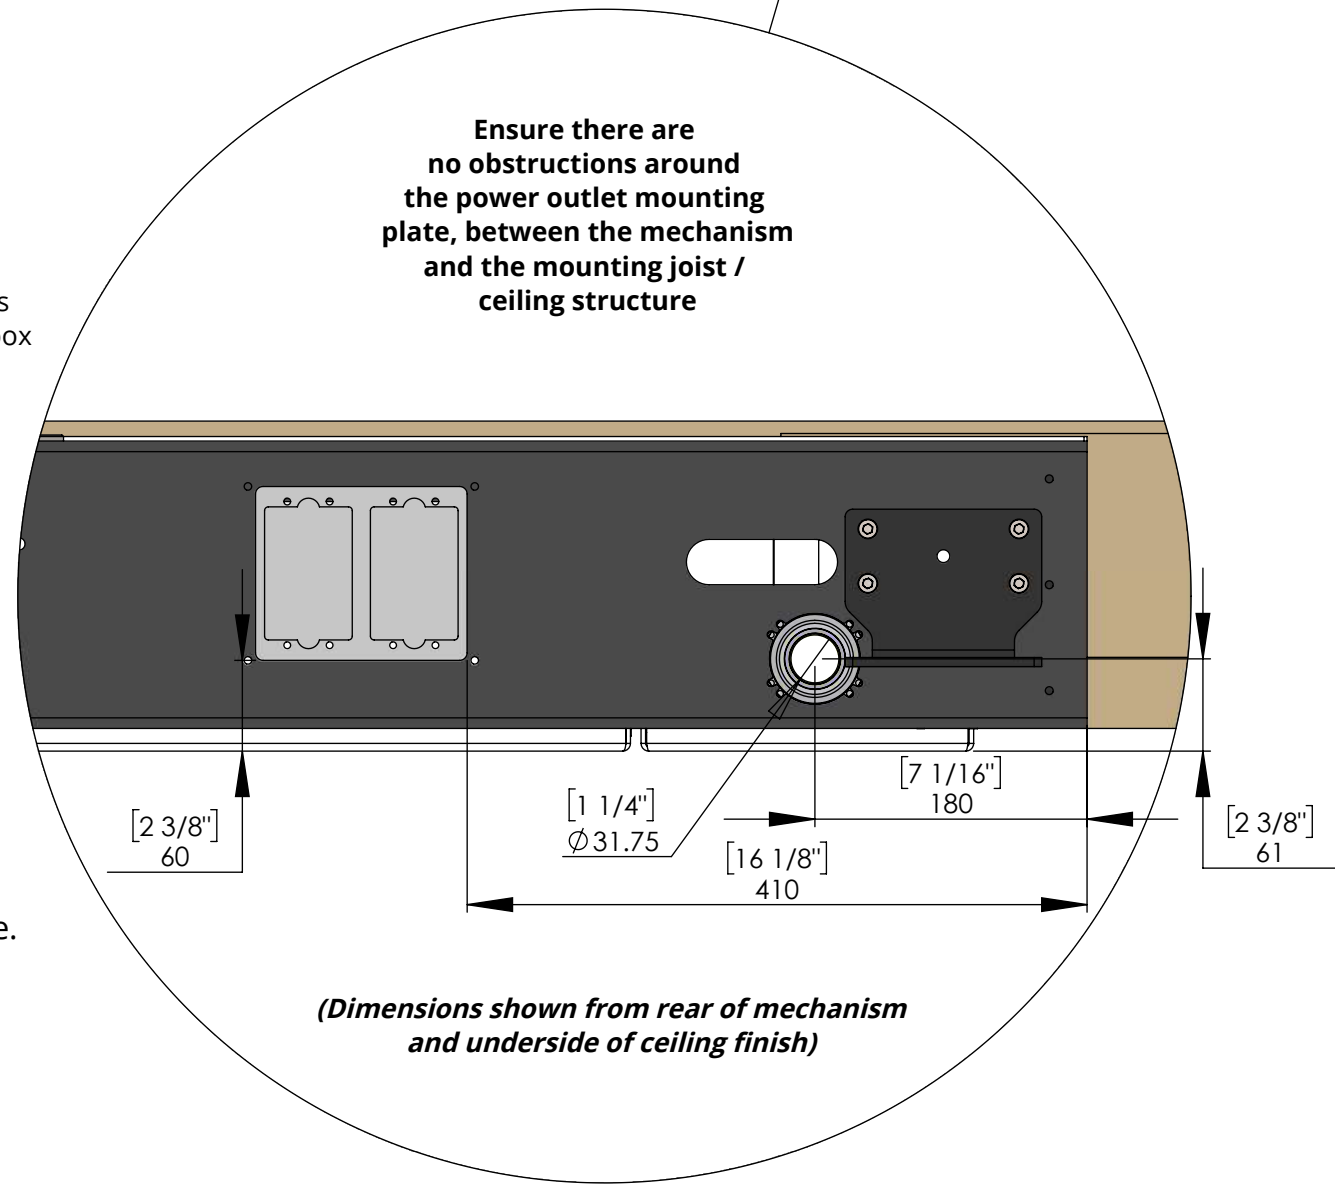 Ensure there are
no obstructions around
the power outlet mounting
plate, between the mechanism
and the mounting joist /
ceiling structure
s
box
[7 1/16"]
180
[1 1/4"]
Ø31.75
[2 3/8"]
60
[2 3/8"]
61
[16 1/8"]
410
e.
(Dimensions shown from rear of mechanism
and underside of ceiling finish)